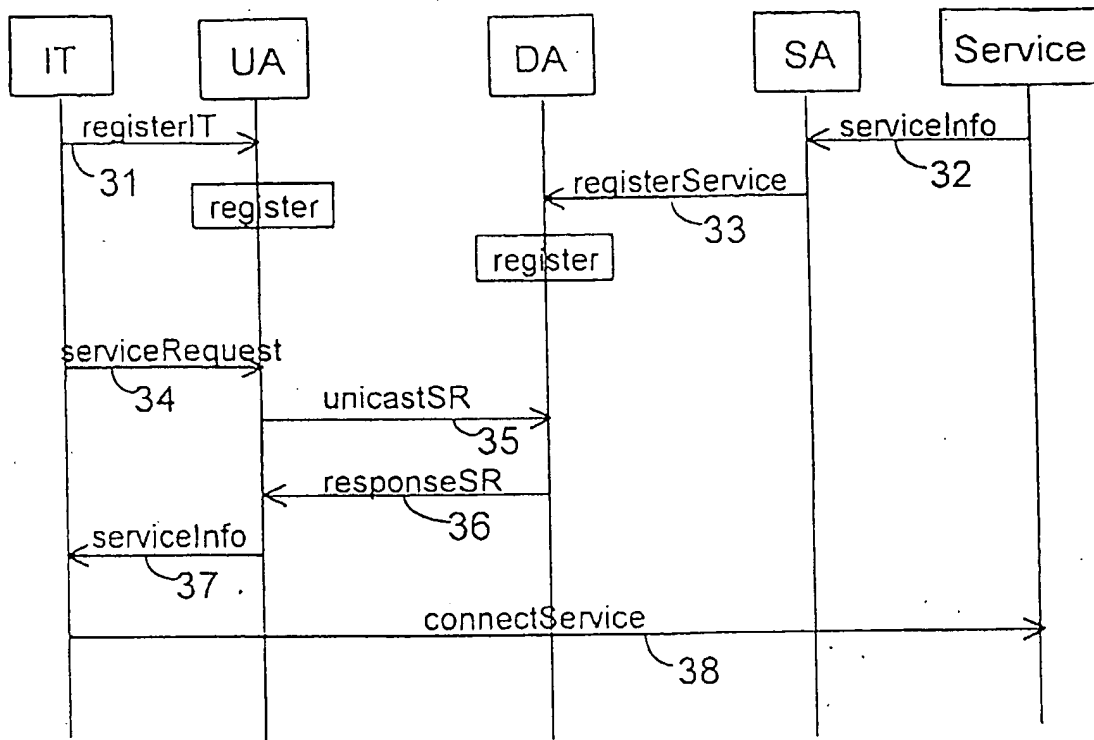 IT
UA
DA
SA
Service
registerIT
31
serviceInfo
32
register
registerService
33
register
serviceRequest
34
unicastSR
35
responseSR
36
serviceInfo
37
connectService
38